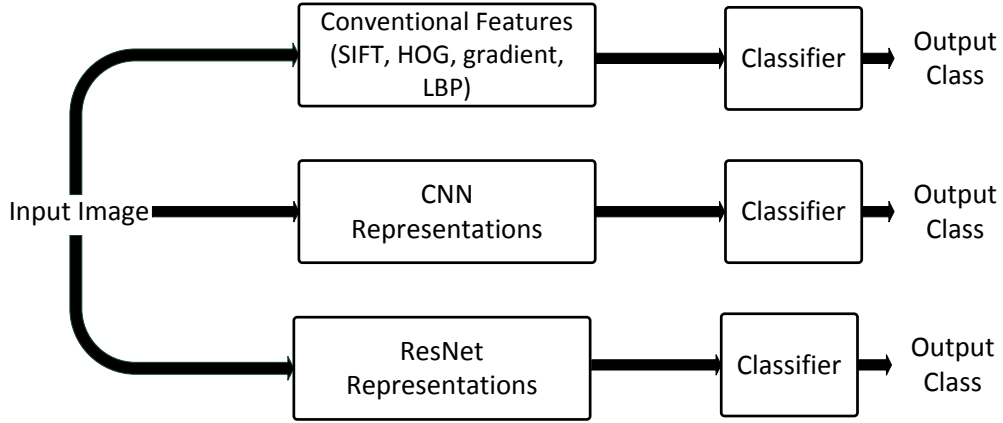 Conventional Features
(SIFT, HOG, gradient,
LBP)
Classifier
Output
Class
Input Image
CNN
Representations
Classifier
Output
Class
ResNet
Representations
Classifier
Output
Class